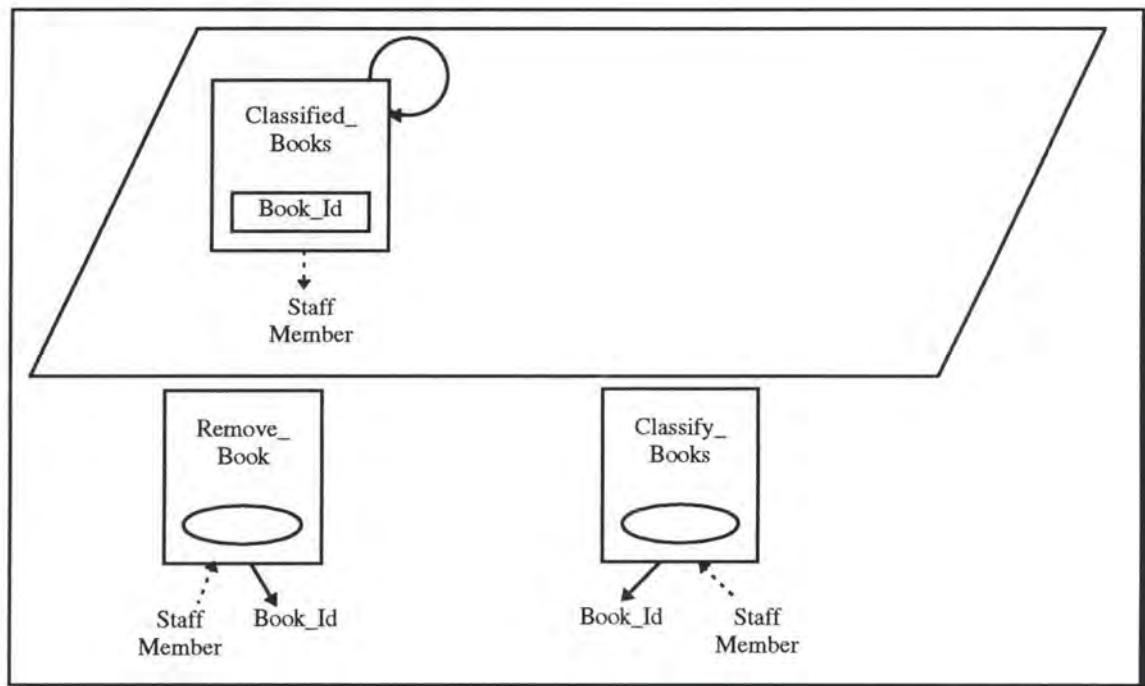 Classified_
Books
Book_Id
Staff
Member
Remove_
Book
Classify_
Books
Staff
Member
Book_Id
Book_Id
Staff
Member